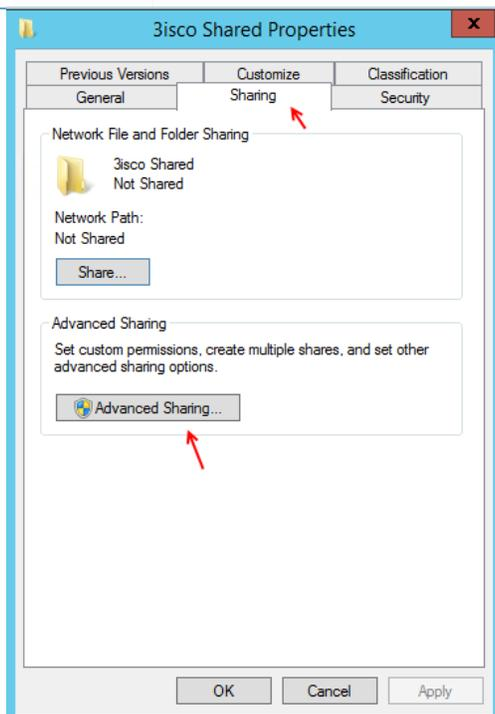 3isco Shared Properties
x
Previous Versions
Customize
Classification
General
Sharing
Security
Network File and Folder Sharing
3isco Shared
Not Shared
Network Path:
Not Shared
Share...
Advanced Sharing
Set custom permissions, create multiple shares, and set other
advanced sharing options.
Advanced Sharing...
OK
Cancel
Apply